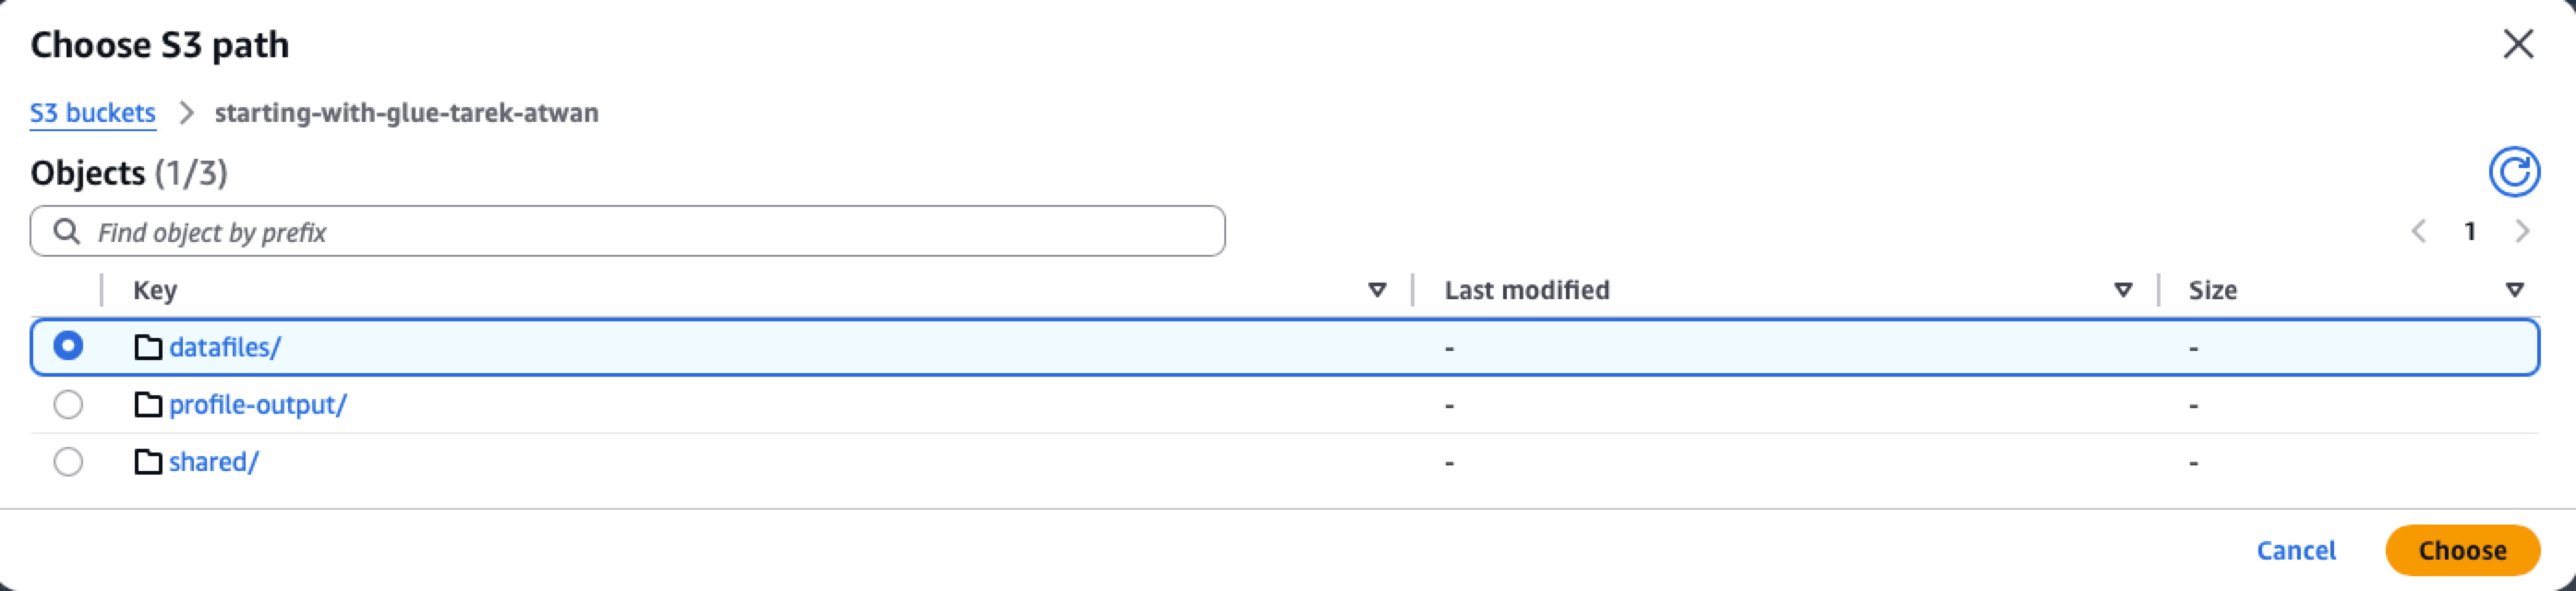 Choose S3 path
S3 buckets > starting-with-glue-tarek-atwan
Objects (1/3)
Find object by prefix
1
Key Last modified Size
datafiles/ - -
profile-output/ - -
shared/ - -
Cancel Choose